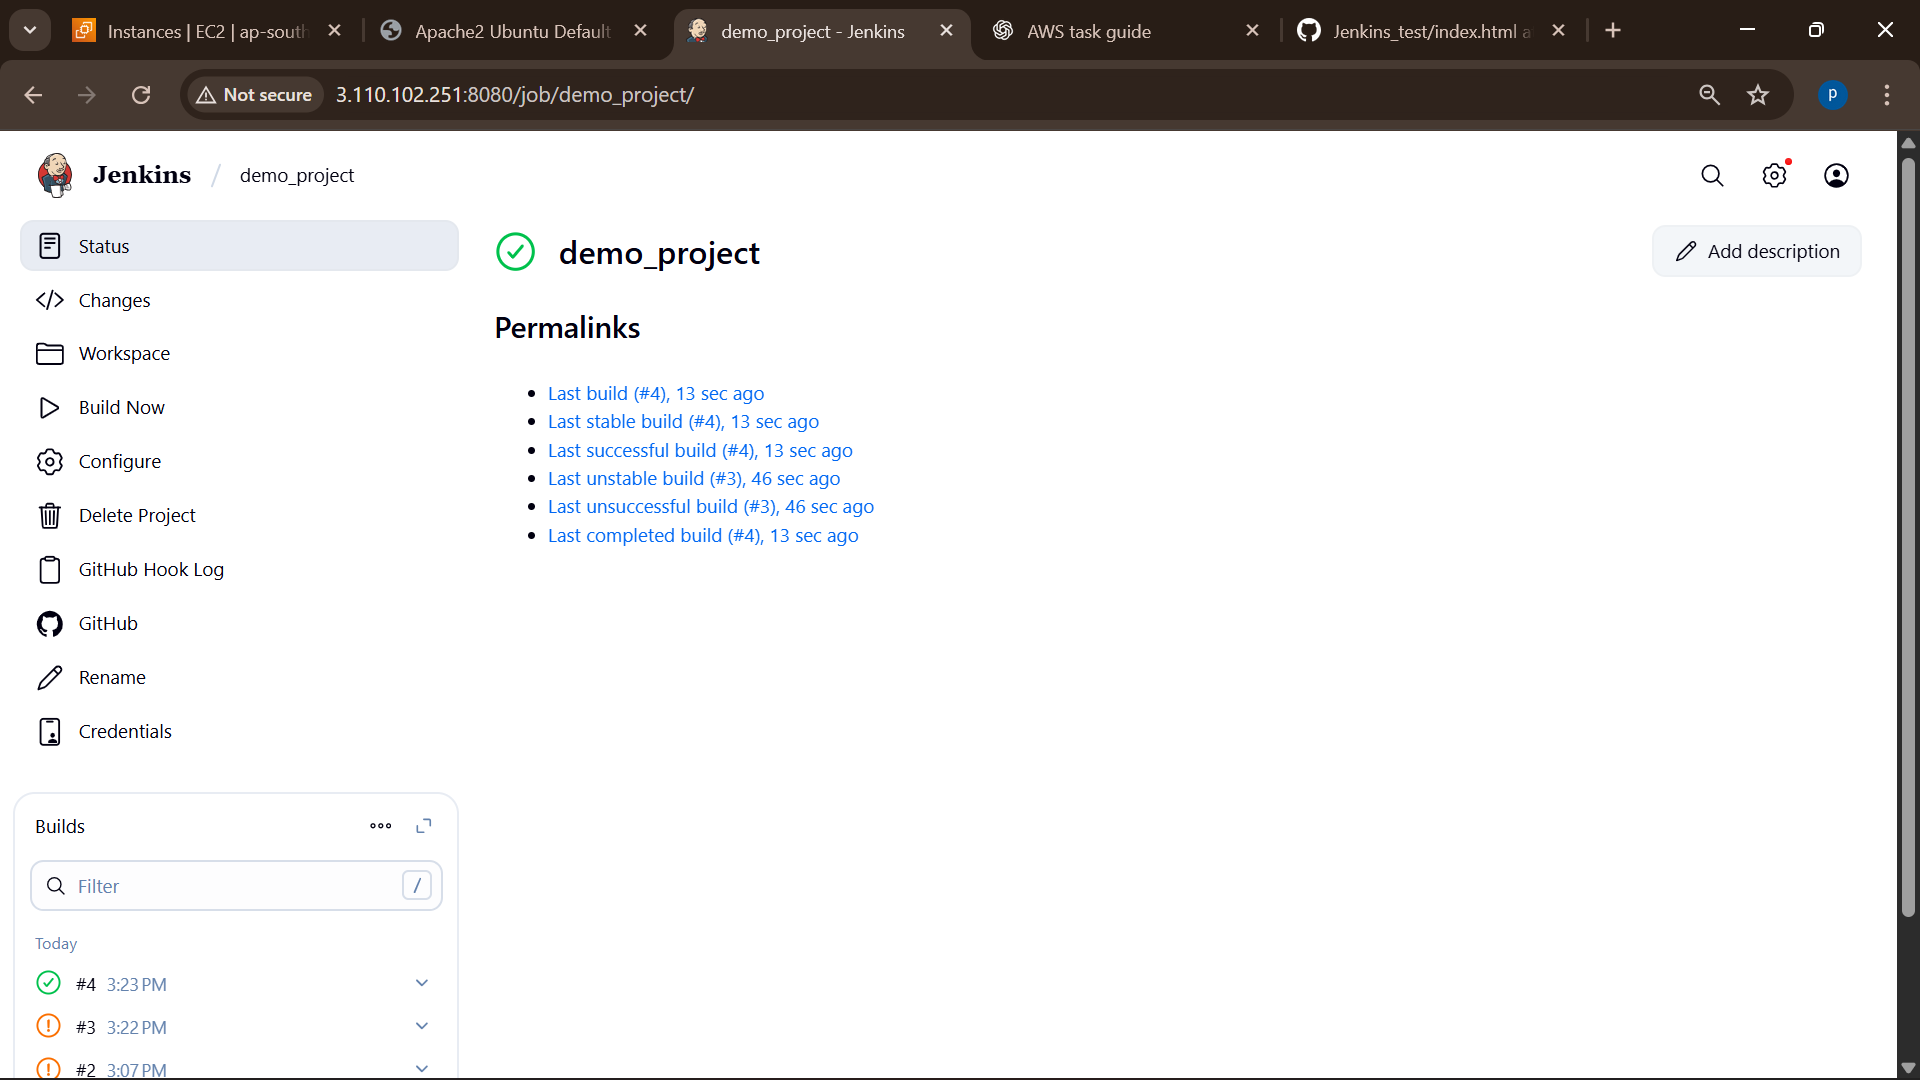 Instances | EC2 | ap-south
Apache2 Ubuntu Default
demo_project - Jenkins
AWS task guide
Jenkins_test/index.html a
Not secure
3.110.102.251:8080/job/demo_project/
p
Jenkins / demo_project
Status
Changes
Workspace
Build Now
Configure
Delete Project
GitHub Hook Log
GitHub
Rename
Credentials
demo_project
Add description
Permalinks
Last build (#4), 13 sec ago
Last stable build (#4), 13 sec ago
Last successful build (#4), 13 sec ago
Last unstable build (#3), 46 sec ago
Last unsuccessful build (#3), 46 sec ago
Last completed build (#4), 13 sec ago
Builds
Filter /
Today
#4 3:23 PM
#3 3:22 PM
#2 3:07 PM